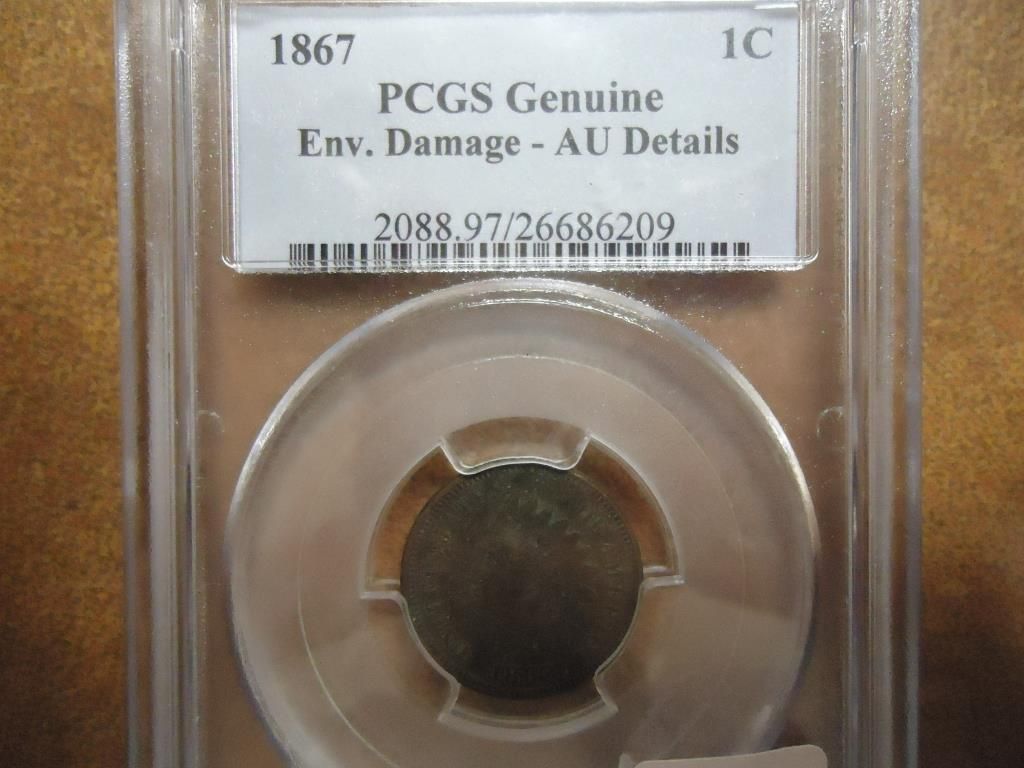 1867 1C
PCGS Genuine
Env. Damage - AU Details
2088.97/26686209